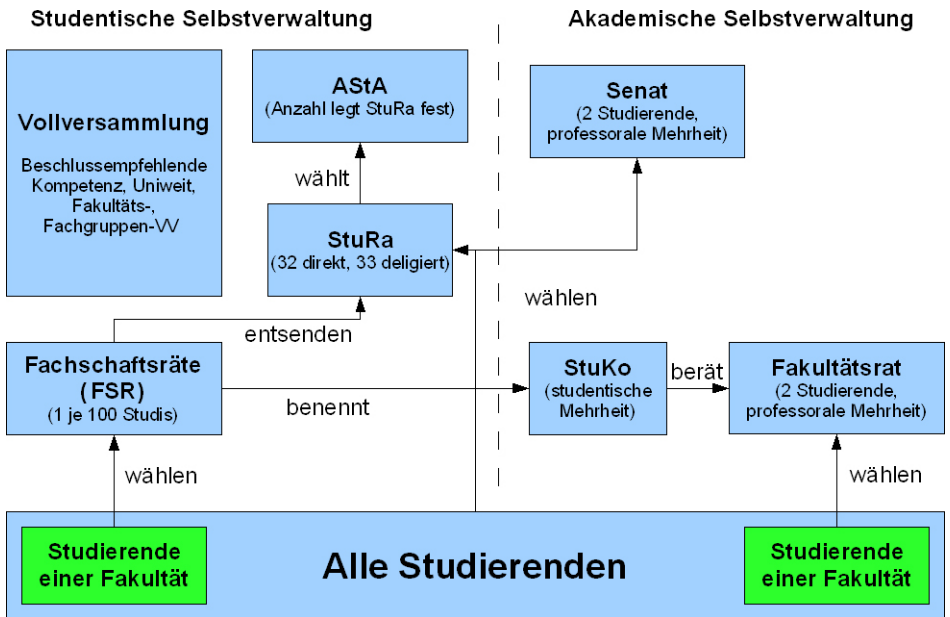 Studentische Selbstverwaltung
Akademische Selbstverwaltung
Vollversammlung
Beschlussempfehlende
Kompetenz, Uniweit,
Fakultäts-,
Fachgruppen-VV
AStA
(Anzahl legt StuRa fest)
Senat
(2 Studierende,
professorale Mehrheit)
wählt
StuRa
(32 direkt, 33 deligiert)
wählen
entsenden
Fachschaftsräte
(FSR)
(1 je 100 Studis)
benennt
StuKo
(studentische
Mehrheit)
berät
Fakultätsrat
(2 Studierende,
professorale Mehrheit)
wählen
wählen
Studierende
einer Fakultät
Alle Studierenden
Studierende
einer Fakultät